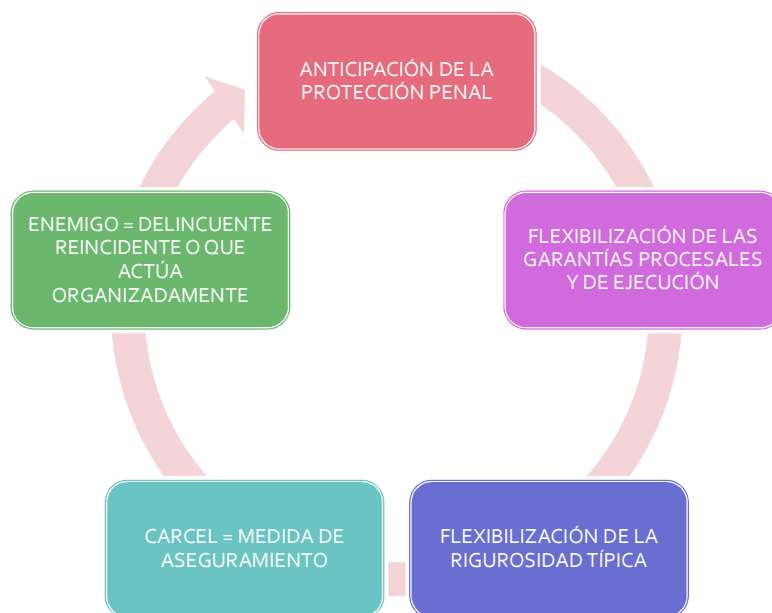 ANTICIPACIÓN DE LA
PROTECCIÓN PENAL
FLEXIBILIZACIÓN DE LAS
GARANTÍAS PROCESALES
Y DE EJECUCIÓN
FLEXIBILIZACIÓN DE LA
RIGUROSIDAD TÍPICA
CARCEL = MEDIDA DE
ASEGURAMIENTO
ENEMIGO = DELINCUENTE
REINCIDENTE O QUE
ACTÚA
ORGANIZADAMENTE